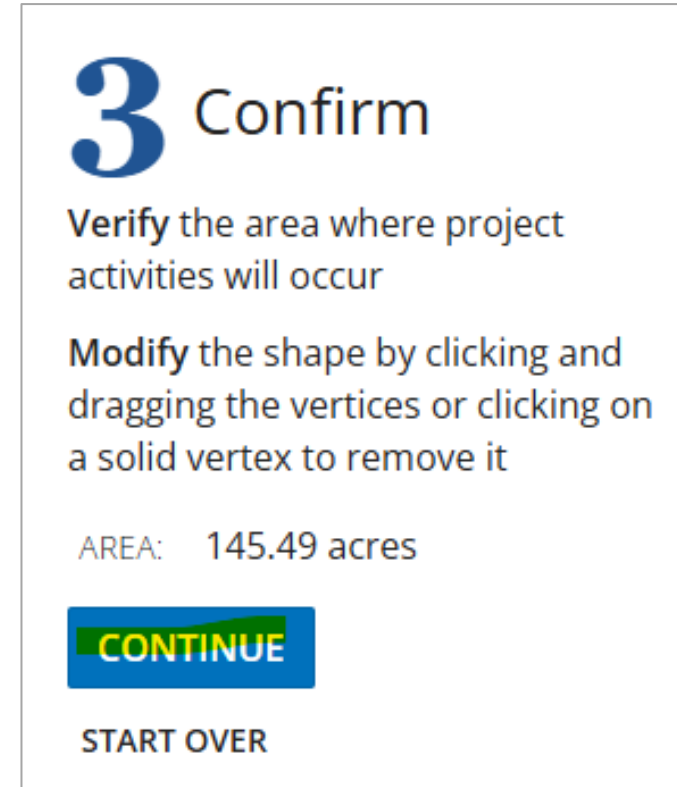 3 Confirm
Verify the area where project
activities will occur
Modify the shape by clicking and
dragging the vertices or clicking on
a solid vertex to remove it
AREA: 145.49 acres
CONTINUE
START OVER